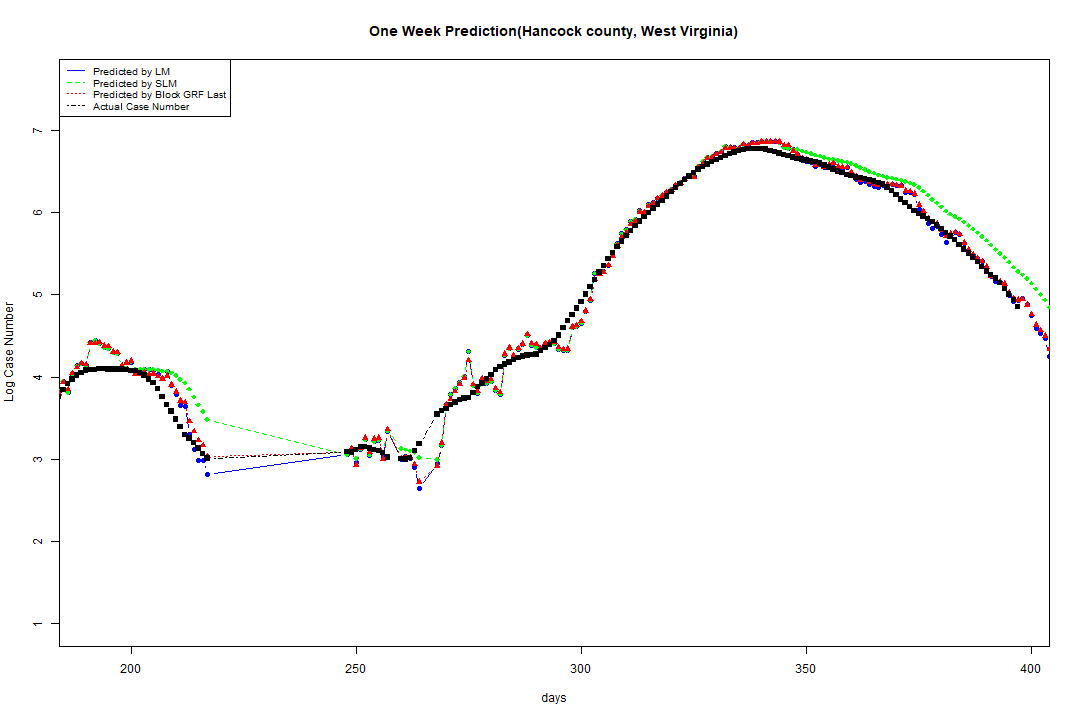 One Week Prediction(Hancock county, West Virginia)
Predicted by LM
Predicted by SLM
Predicted by Block GRF Last
Actual Case Number
Log Case Number
7
6
5
4
3
2
1
200
250
300
350
400
days